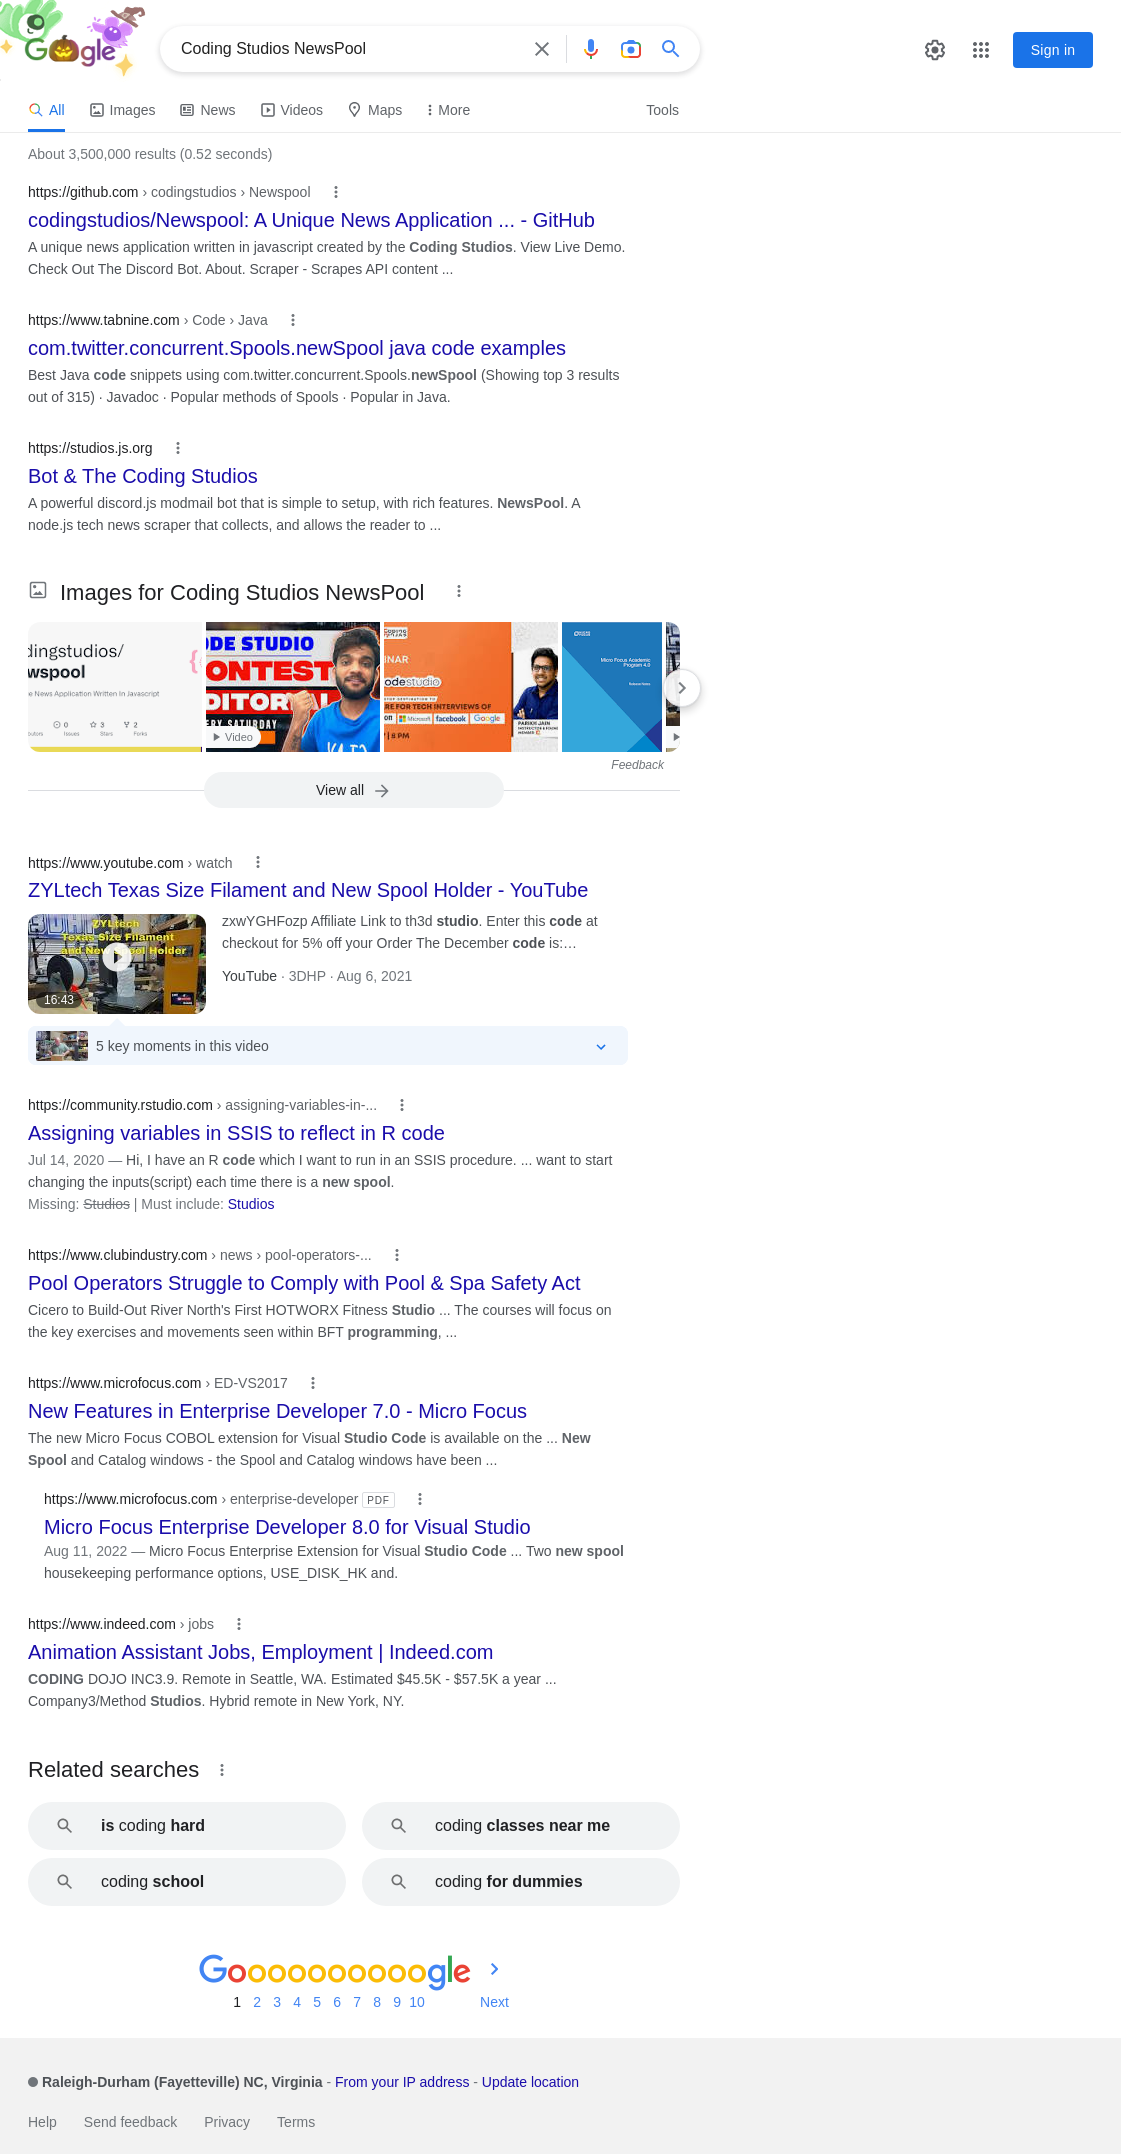 Google
Coding Studios NewsPool
Sign in
All
Images
News
Videos
Maps
More
Tools
About 3,500,000 results (0.52 seconds)
https://github.com › codingstudios › Newspool
codingstudios/Newspool: A Unique News Application ... - GitHub
A unique news application written in javascript created by the Coding Studios. View Live Demo.
Check Out The Discord Bot. About. Scraper - Scrapes API content ...
https://www.tabnine.com › Code › Java
com.twitter.concurrent.Spools.newSpool java code examples
Best Java code snippets using com.twitter.concurrent.Spools.newSpool (Showing top 3 results
out of 315) · Javadoc · Popular methods of Spools · Popular in Java.
https://studios.js.org
Bot & The Coding Studios
A powerful discord.js modmail bot that is simple to setup, with rich features. NewsPool. A
node.js tech news scraper that collects, and allows the reader to ...
Images for Coding Studios NewsPool
dingstudios/
wspool
e News Application Written In Javascript
0
3
2
Issues
Stars
Forks
ODE STUDIO
ONTEST
DITORIAL
ERY SATURDAY
Video
CODING
NINJAS
INAR
odestudio
RE FOR TECH INTERVIEWS OF
on
Microsoft
facebook
Google
PARIKH JAIN
| 8 PM
Micro Focus Academic
Program 4.0
Release Notes
Feedback
View all
https://www.youtube.com › watch
ZYLtech Texas Size Filament and New Spool Holder - YouTube
3DHP
ZYLtech
Texas Size Filament
and New Spool Holder
16:43
zxwYGHFozp Affiliate Link to th3d studio. Enter this code at
checkout for 5% off your Order The December code is:…
YouTube · 3DHP · Aug 6, 2021
5 key moments in this video
https://community.rstudio.com › assigning-variables-in-...
Assigning variables in SSIS to reflect in R code
Jul 14, 2020 — Hi, I have an R code which I want to run in an SSIS procedure. ... want to start
changing the inputs(script) each time there is a new spool.
Missing: Studios | Must include: Studios
https://www.clubindustry.com › news › pool-operators-...
Pool Operators Struggle to Comply with Pool & Spa Safety Act
Cicero to Build-Out River North's First HOTWORX Fitness Studio ... The courses will focus on
the key exercises and movements seen within BFT programming, ...
https://www.microfocus.com › ED-VS2017
New Features in Enterprise Developer 7.0 - Micro Focus
The new Micro Focus COBOL extension for Visual Studio Code is available on the ... New
Spool and Catalog windows - the Spool and Catalog windows have been ...
https://www.microfocus.com › enterprise-developer PDF
Micro Focus Enterprise Developer 8.0 for Visual Studio
Aug 11, 2022 — Micro Focus Enterprise Extension for Visual Studio Code ... Two new spool
housekeeping performance options, USE_DISK_HK and.
https://www.indeed.com › jobs
Animation Assistant Jobs, Employment | Indeed.com
CODING DOJO INC3.9. Remote in Seattle, WA. Estimated $45.5K - $57.5K a year ...
Company3/Method Studios. Hybrid remote in New York, NY.
Related searches
is coding hard
coding classes near me
coding school
coding for dummies
Goooooooooogle
1 2 3 4 5 6 7 8 9 10 Next
Raleigh-Durham (Fayetteville) NC, Virginia - From your IP address - Update location
Help
Send feedback
Privacy
Terms